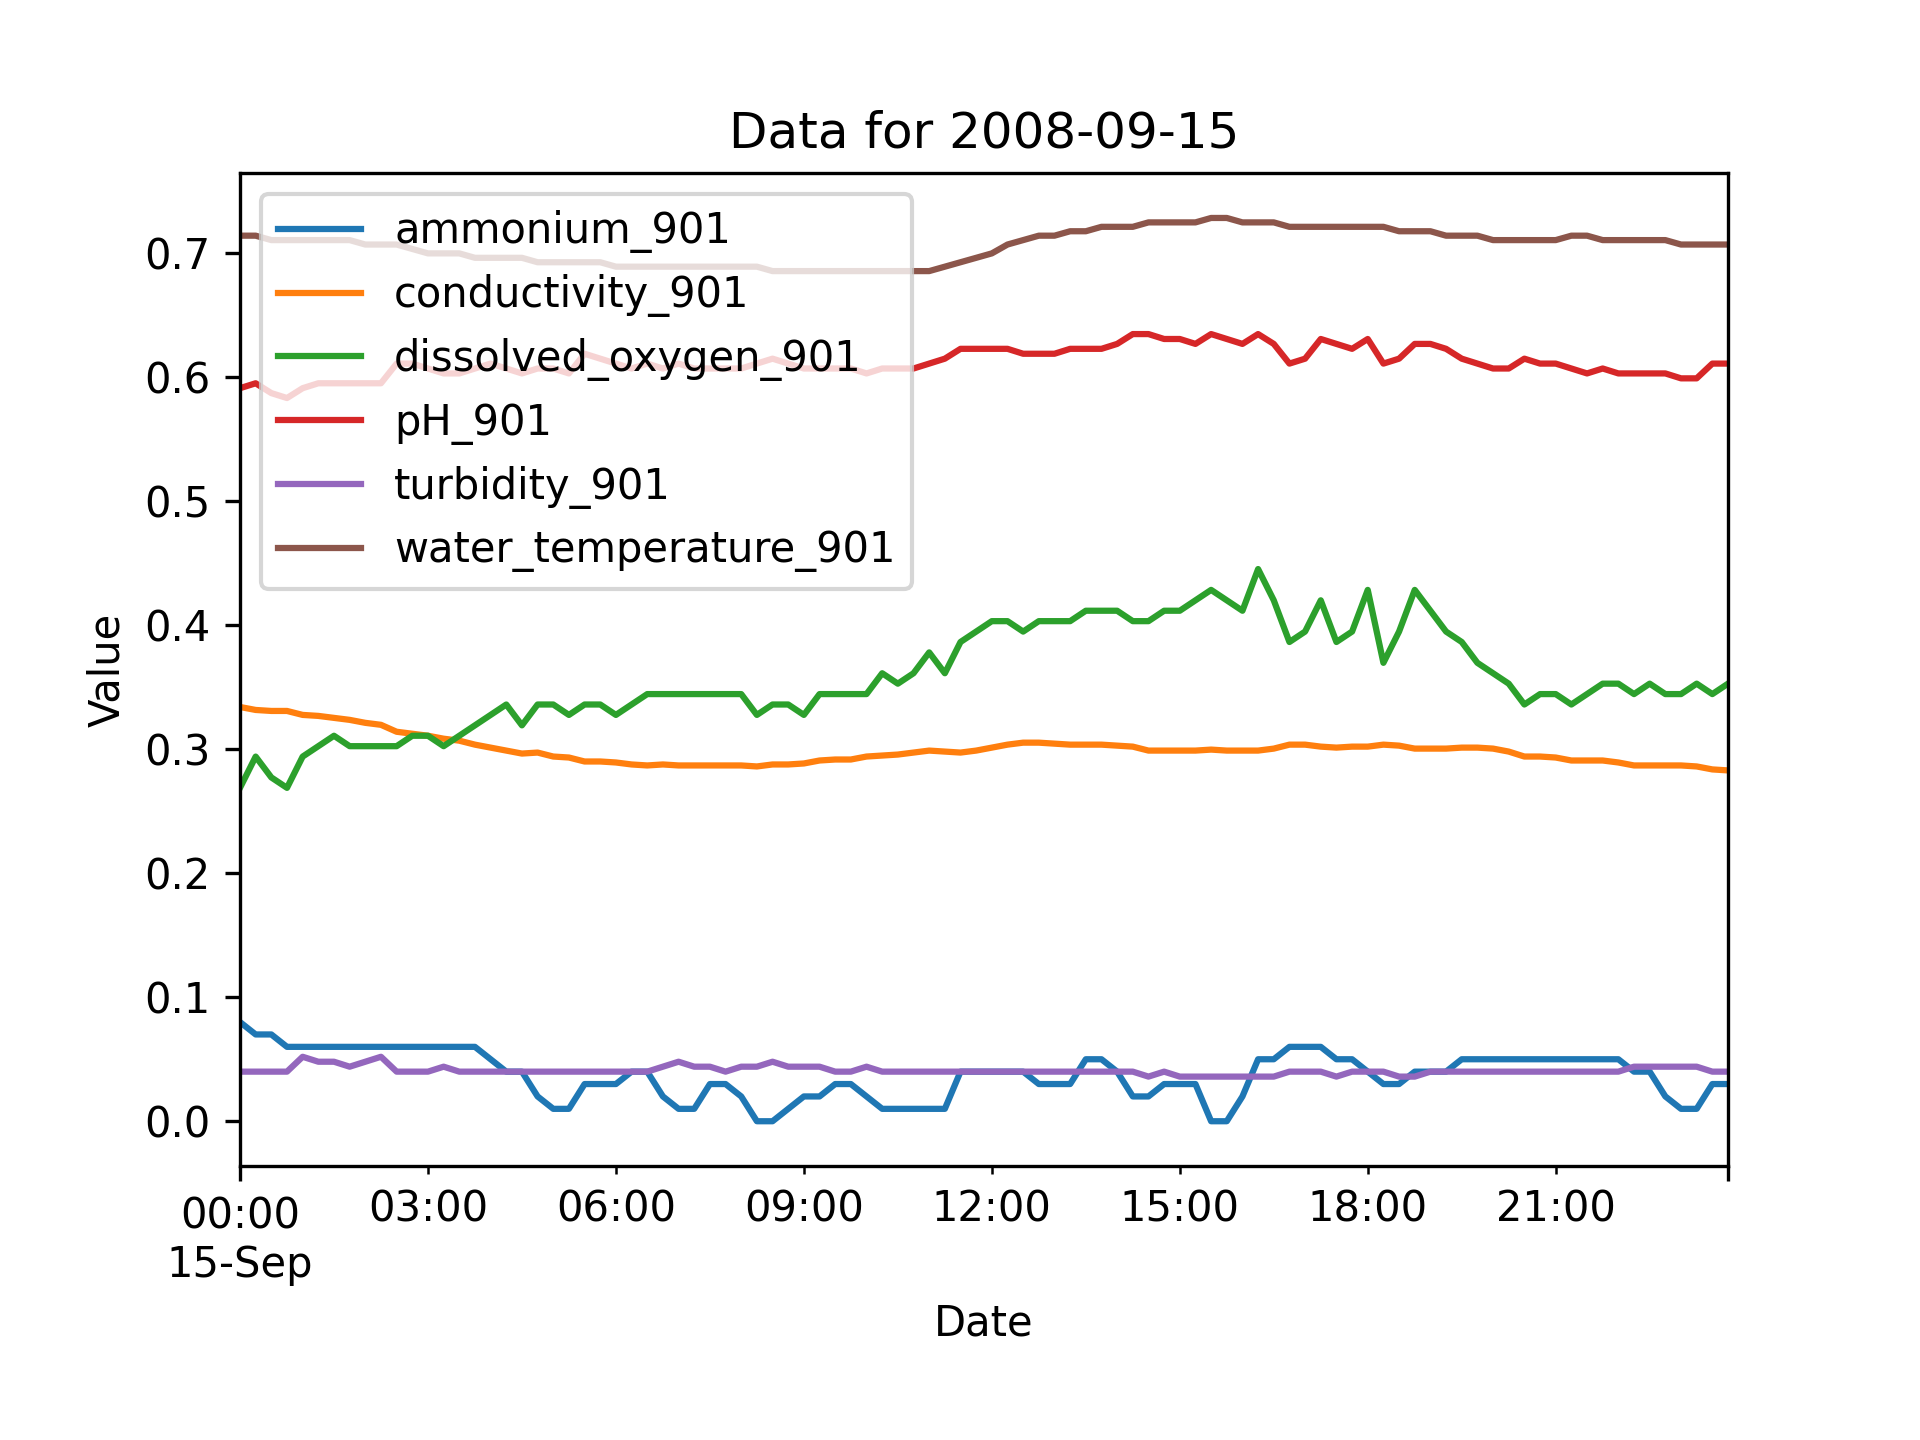 Data for 2008-09-15
ammonium_901
conductivity_901
dissolved_oxygen_901
pH_901
turbidity_901
water_temperature_901
Value
0.7
0.6
0.5
0.4
0.3
0.2
0.1
0.0
00:00 03:00 06:00 09:00 12:00 15:00 18:00 21:00
15-Sep
Date